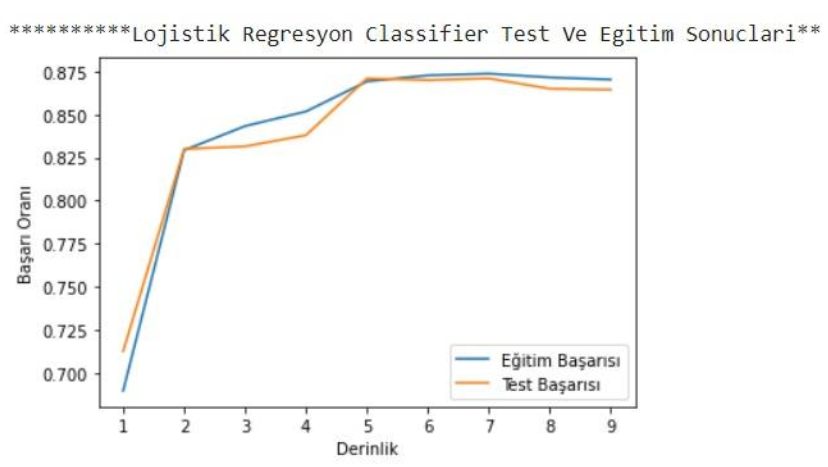 **********Lojistik Regresyon Classifier Test Ve Egitim Sonuclari**
0.875
0.850
0.825
0.800
0.775
0.750
0.725
0.700
Başarı Oranı
Eğitim Başarısı
Test Başarısı
1 2 3 4 5 6 7 8 9
Derinlik